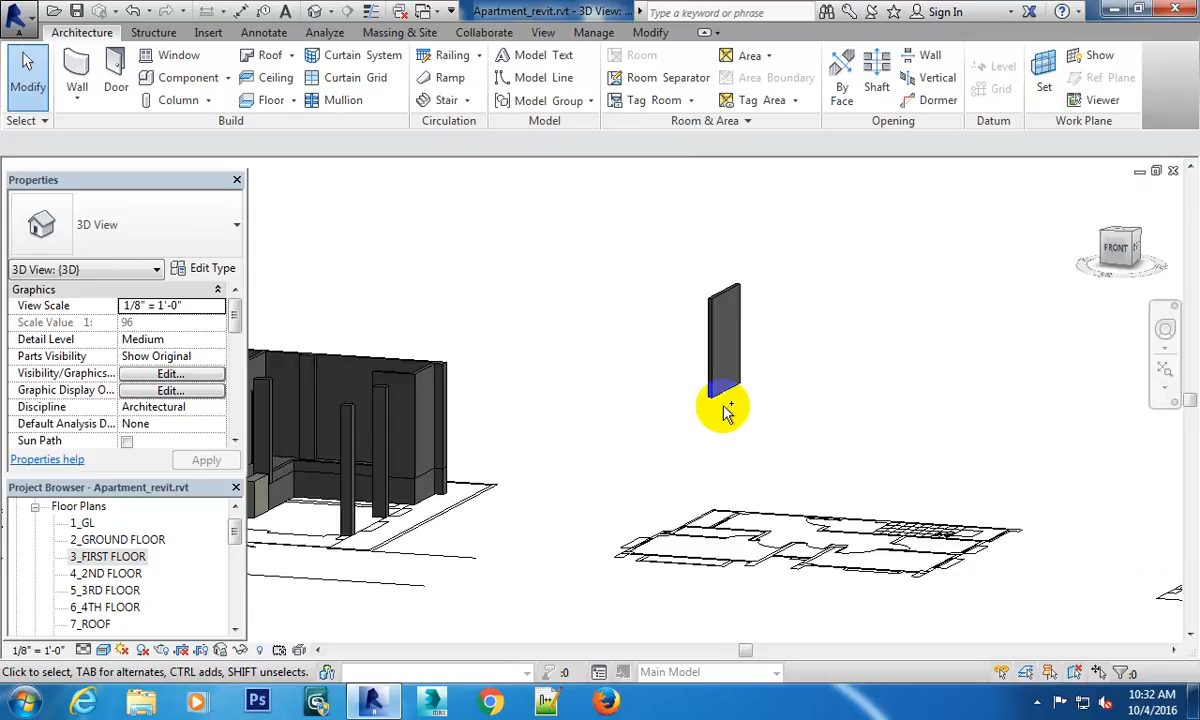 Apartment_revit.rvt - 3D View: ...
Type a keyword or phrase
Sign In
Architecture
Structure
Insert
Annotate
Analyze
Massing & Site
Collaborate
View
Manage
Modify
Modify
Select
Wall
Door
Window
Component
Column
Roof
Ceiling
Floor
Curtain System
Curtain Grid
Mullion
Build
Railing
Ramp
Stair
Circulation
Model Text
Model Line
Model Group
Model
Room
Room Separator
Tag Room
Area
Area Boundary
Tag Area
Room & Area
By
Face
Shaft
Wall
Vertical
Dormer
Opening
Level
Grid
Datum
Set
Show
Ref Plane
Viewer
Work Plane
Properties
3D View
3D View: {3D}
Edit Type
Graphics
View Scale
1/8" = 1'-0"
Scale Value 1:
96
Detail Level
Medium
Parts Visibility
Show Original
Visibility/Graphics...
Edit...
Graphic Display O...
Edit...
Discipline
Architectural
Default Analysis D...
None
Sun Path
Properties help
Apply
Project Browser - Apartment_revit.rvt
Floor Plans
1_GL
2_GROUND FLOOR
3_FIRST FLOOR
4_2ND FLOOR
5_3RD FLOOR
6_4TH FLOOR
7_ROOF
FRONT
1/8" = 1'-0"
Click to select, TAB for alternates, CTRL adds, SHIFT unselects.
:0
Main Model
:0
Ps
MAX
10:32 AM
10/4/2016